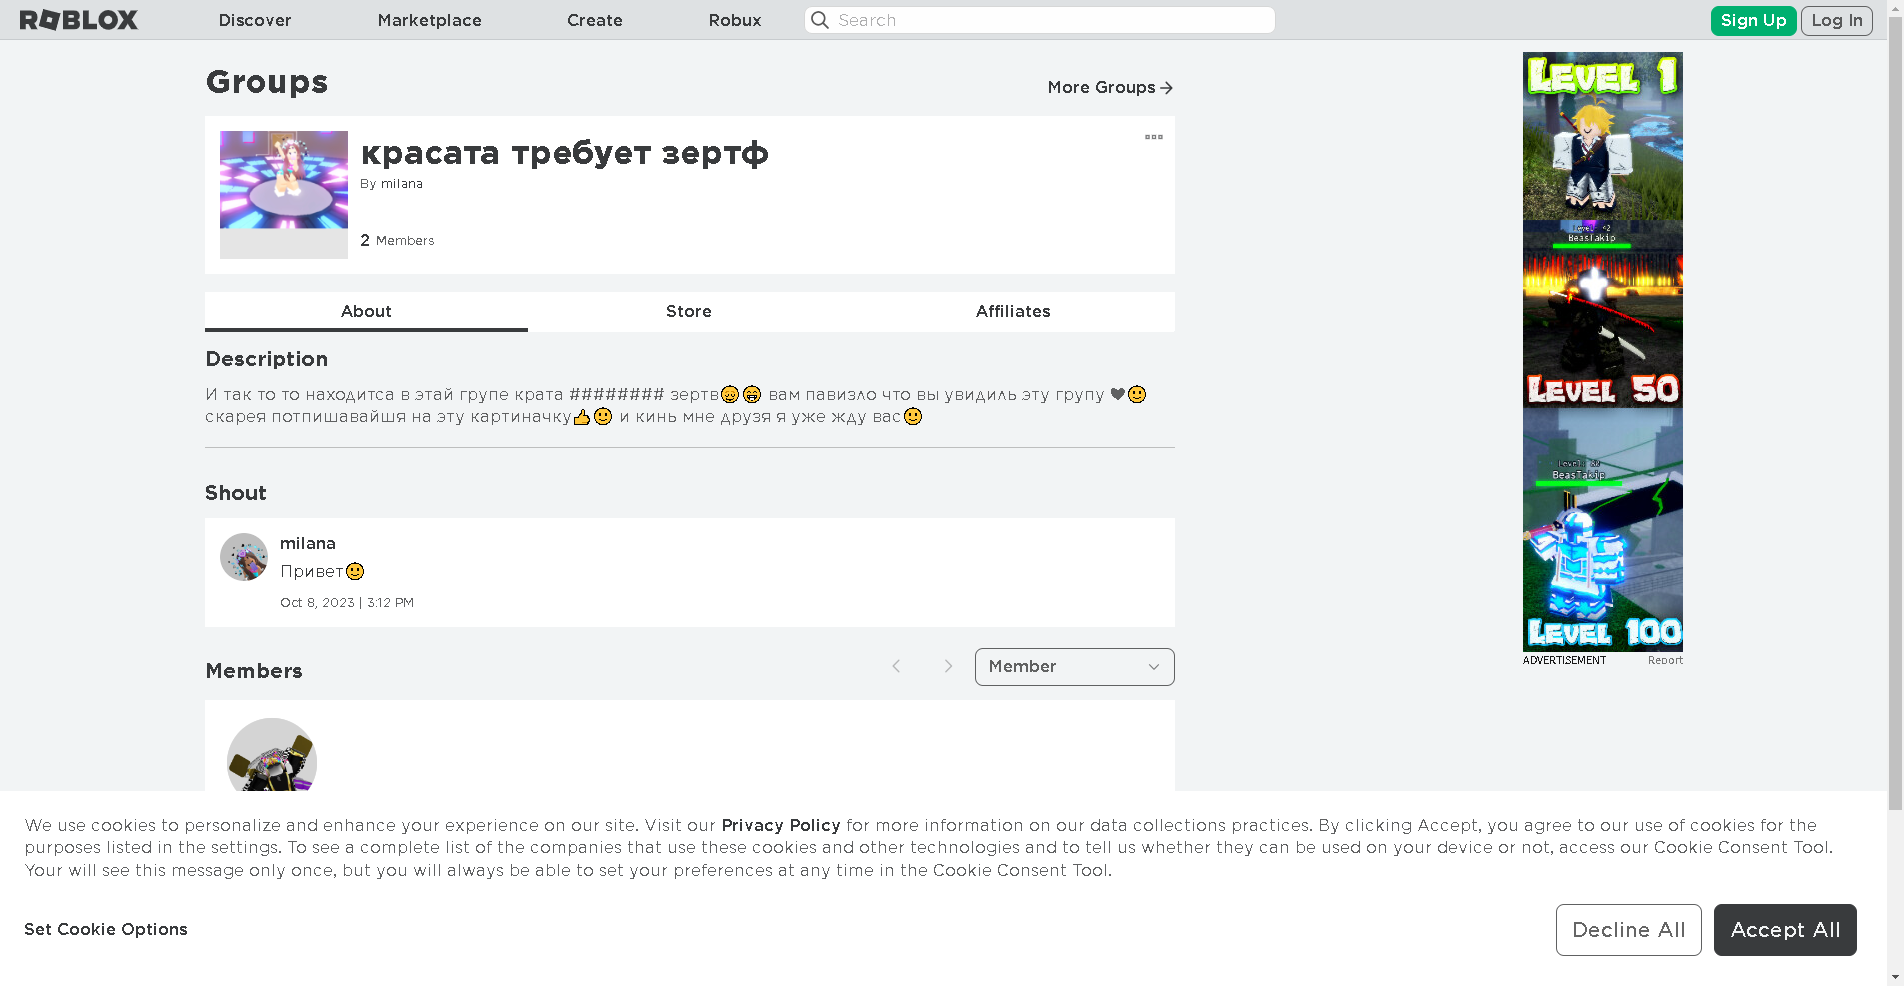 ROBLOX
Discover
Marketplace
Create
Robux
Search
Sign Up
Log In
Groups
More Groups
красата требует зертф
By milana
2 Members
About
Store
Affiliates
Description
И так то то находитса в этай групе крата ######## зертв😄😁 вам павизло что вы увидиль эту групу ♥🙂
скарея потпишавайшя на эту картиначку👍🙂 и кинь мне друзя я уже жду вас🙂
Shout
milana
Привет🙂
Oct 8, 2023 | 3:12 PM
Members
Member
LEVEL 1
BeasTakip
LEVEL 50
BeasTakip
LEVEL 100
ADVERTISEMENT
Report
We use cookies to personalize and enhance your experience on our site. Visit our Privacy Policy for more information on our data collections practices. By clicking Accept, you agree to our use of cookies for the
purposes listed in the settings. To see a complete list of the companies that use these cookies and other technologies and to tell us whether they can be used on your device or not, access our Cookie Consent Tool.
Your will see this message only once, but you will always be able to set your preferences at any time in the Cookie Consent Tool.
Set Cookie Options
Decline All
Accept All